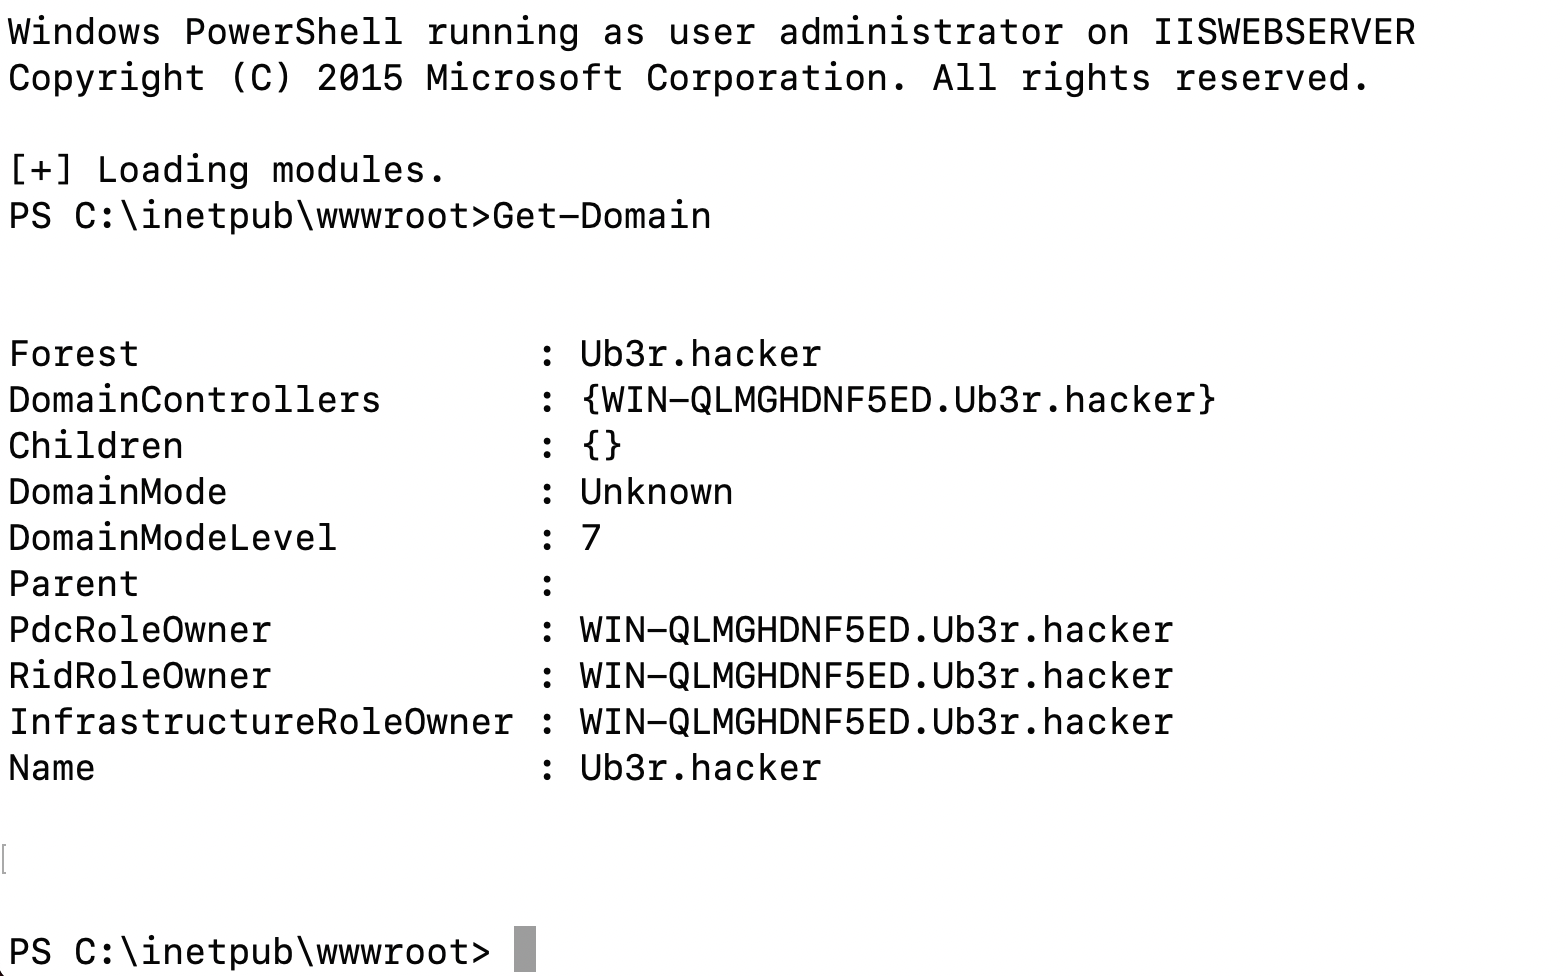 Windows PowerShell running as user administrator on IISWEBSERVER
Copyright (C) 2015 Microsoft Corporation. All rights reserved.
[+] Loading modules.
PS C:\inetpub\wwwroot>Get-Domain
Forest                  : Ub3r.hacker
DomainControllers       : {WIN-QLMGHDNF5ED.Ub3r.hacker}
Children                : {}
DomainMode              : Unknown
DomainModeLevel         : 7
Parent                  :
PdcRoleOwner            : WIN-QLMGHDNF5ED.Ub3r.hacker
RidRoleOwner            : WIN-QLMGHDNF5ED.Ub3r.hacker
InfrastructureRoleOwner : WIN-QLMGHDNF5ED.Ub3r.hacker
Name                    : Ub3r.hacker
[
PS C:\inetpub\wwwroot>